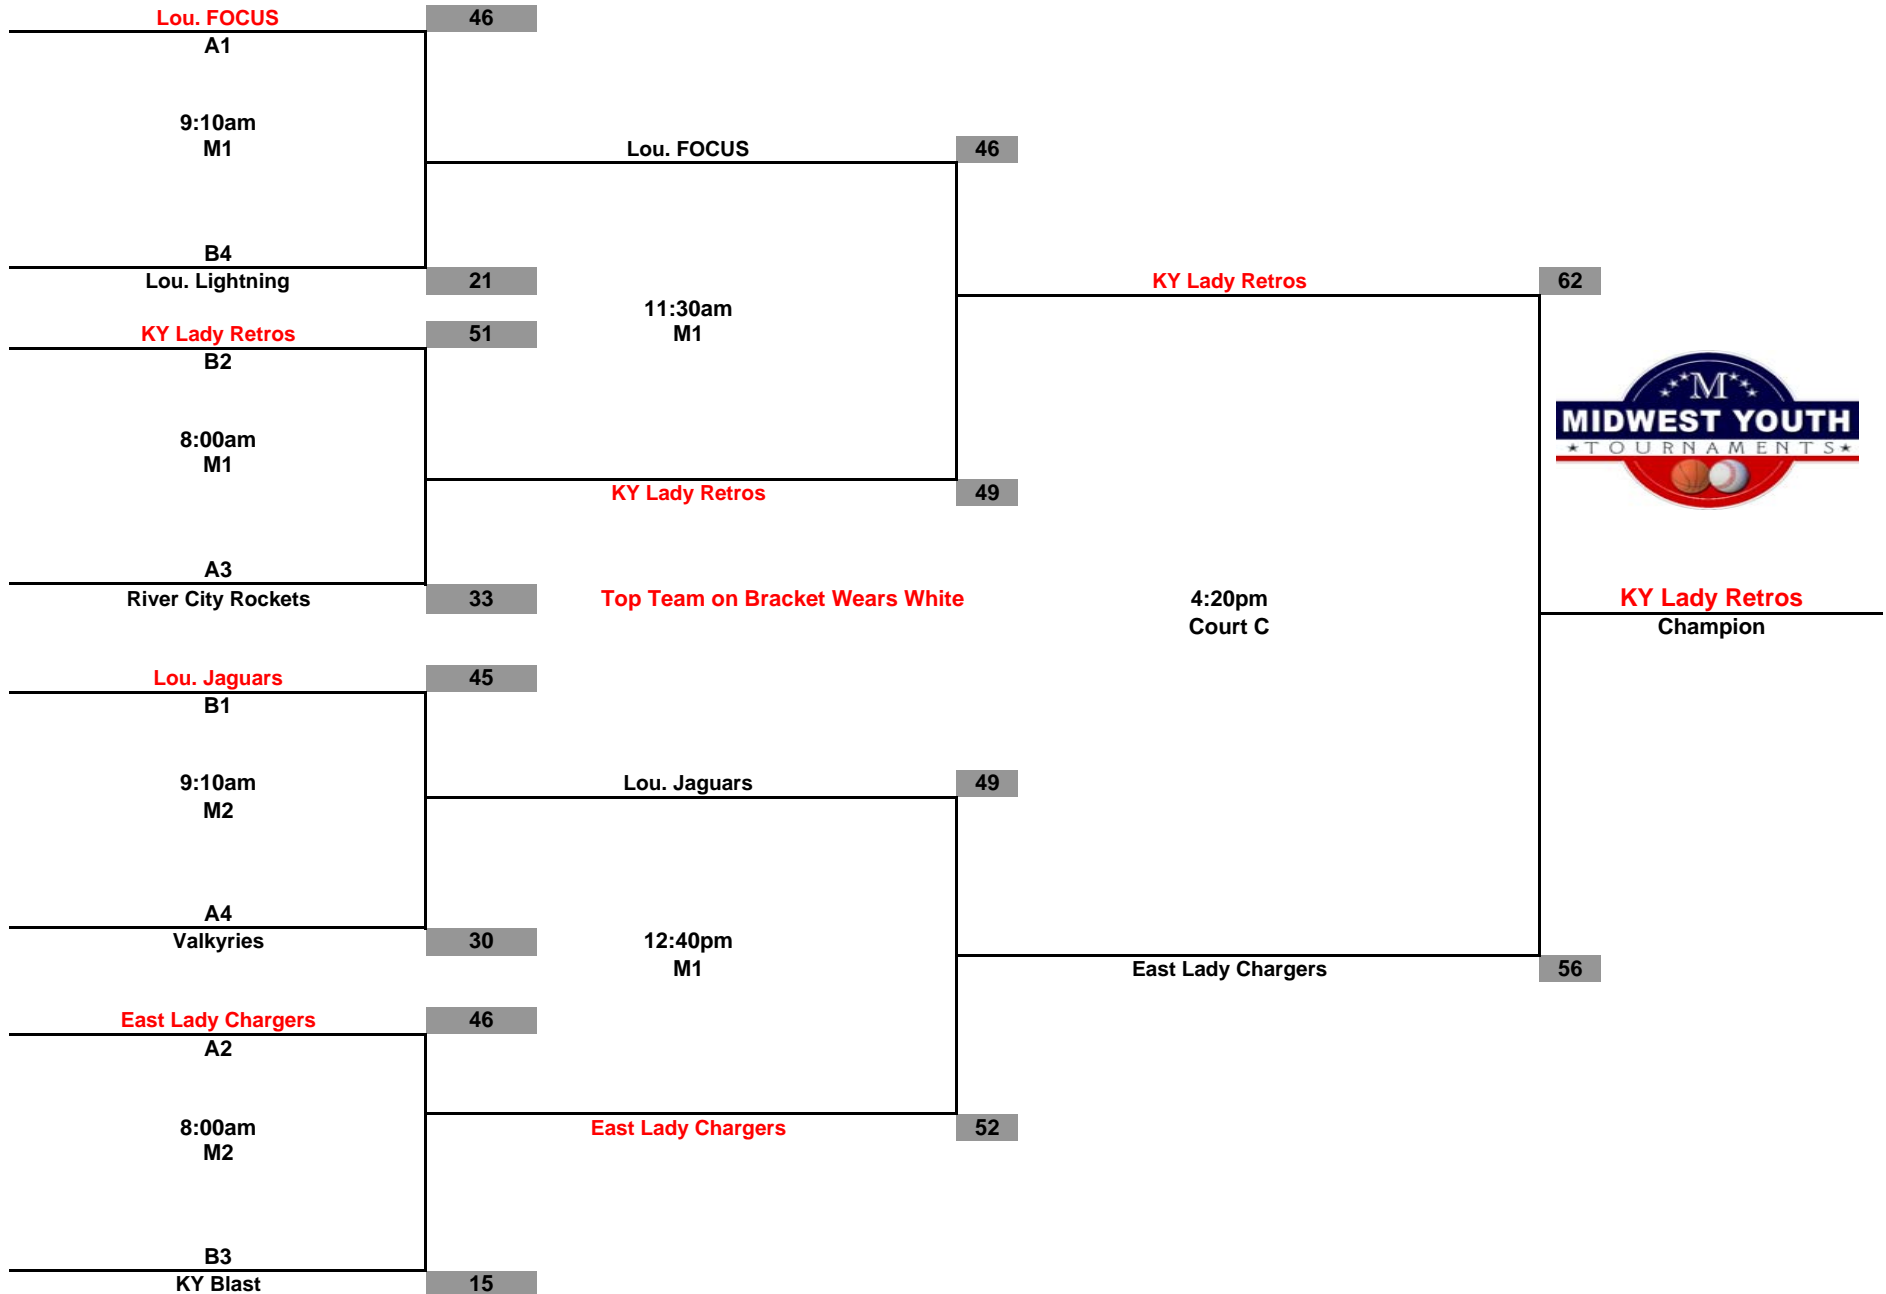 Lou. FOCUS 46
A1
9:10am
M1
Lou. FOCUS 46
B4
Lou. Lightning 21
KY Lady Retros 62
11:30am
M1
KY Lady Retros 51
B2
M
MIDWEST YOUTH
TOURNAMENTS
8:00am
M1
KY Lady Retros 49
A3
River City Rockets 33
Top Team on Bracket Wears White
4:20pm
Court C
KY Lady Retros
Champion
Lou. Jaguars 45
B1
9:10am
M2
Lou. Jaguars 49
A4
Valkyries 30
12:40pm
M1
East Lady Chargers 56
East Lady Chargers 46
A2
8:00am
M2
East Lady Chargers 52
B3
KY Blast 15